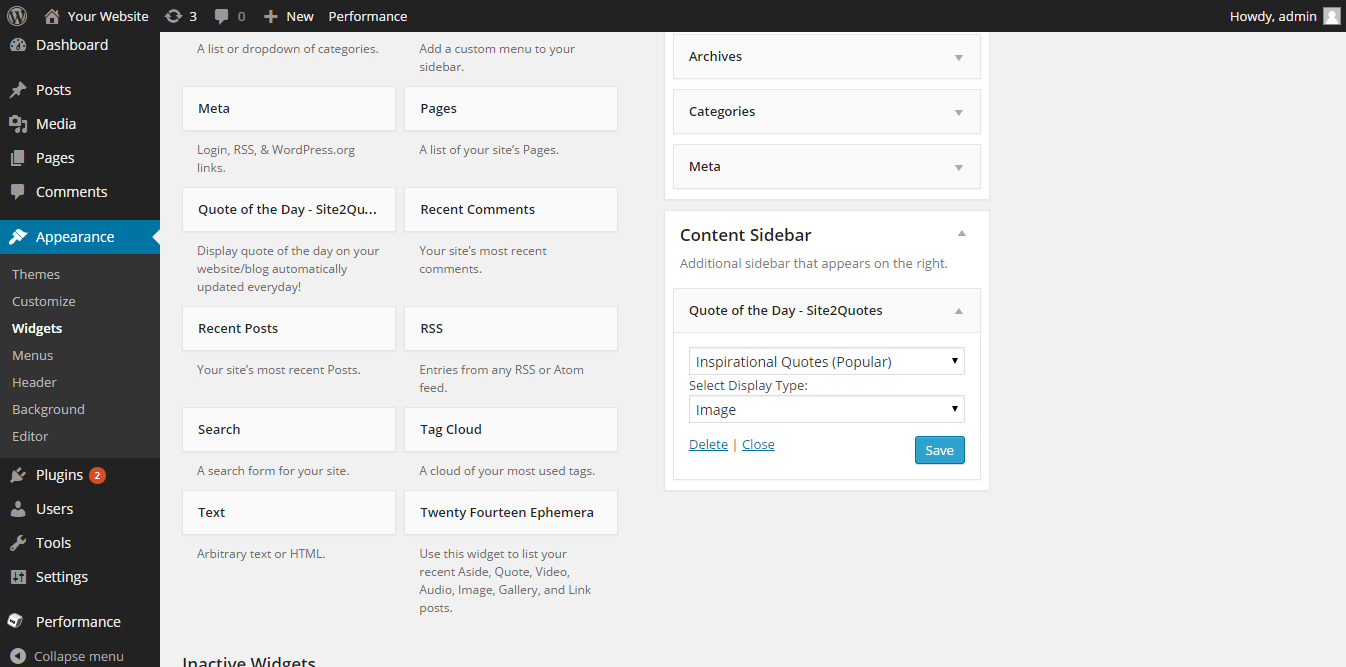 Your Website
3
0
New
Performance
Howdy, admin
Dashboard
Posts
Media
Pages
Comments
Appearance
Themes
Customize
Widgets
Menus
Header
Background
Editor
Plugins 2
Users
Tools
Settings
Performance
Collapse menu
A list or dropdown of categories.
Add a custom menu to your
sidebar.
Meta
Login, RSS, & WordPress.org
links.
Pages
A list of your site's Pages.
Quote of the Day - Site2Qu...
Display quote of the day on your
website/blog automatically
updated everyday!
Recent Comments
Your site's most recent
comments.
Recent Posts
Your site's most recent Posts.
RSS
Entries from any RSS or Atom
feed.
Search
A search form for your site.
Tag Cloud
A cloud of your most used tags.
Text
Arbitrary text or HTML.
Twenty Fourteen Ephemera
Use this widget to list your
recent Aside, Quote, Video,
Audio, Image, Gallery, and Link
posts.
Inactive Widgets
Archives
Categories
Meta
Content Sidebar
Additional sidebar that appears on the right.
Quote of the Day - Site2Quotes
Inspirational Quotes (Popular)
Select Display Type:
Image
Delete | Close
Save